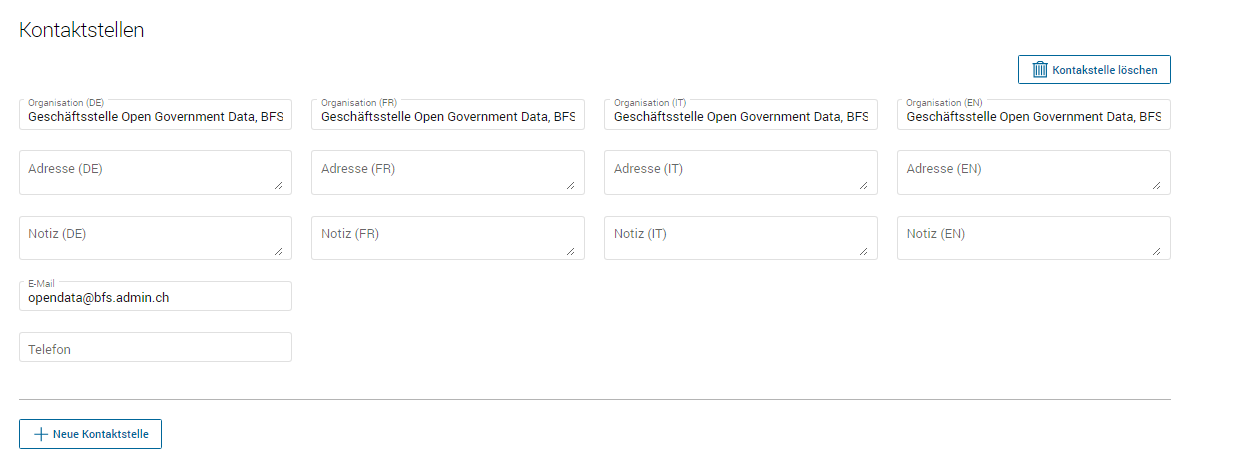 Kontaktstellen
Kontakstelle löschen
Organisation (DE)
Geschäftsstelle Open Government Data, BFS
Organisation (FR)
Geschäftsstelle Open Government Data, BFS
Organisation (IT)
Geschäftsstelle Open Government Data, BFS
Organisation (EN)
Geschäftsstelle Open Government Data, BFS
Adresse (DE)
Adresse (FR)
Adresse (IT)
Adresse (EN)
Notiz (DE)
Notiz (FR)
Notiz (IT)
Notiz (EN)
E-Mail
opendata@bfs.admin.ch
Telefon
Neue Kontaktstelle